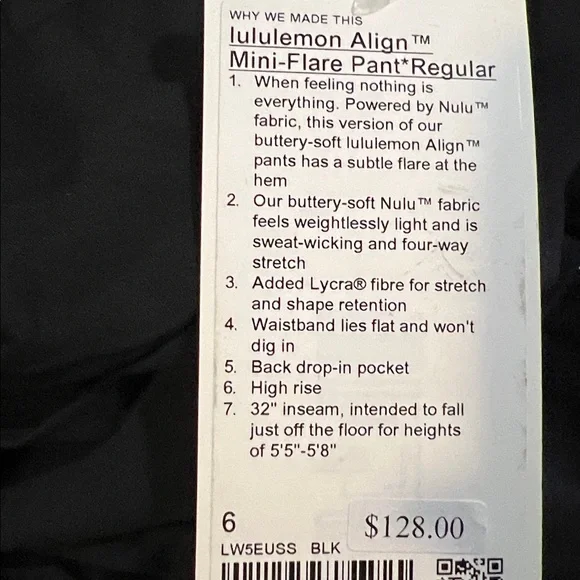 WHY WE MADE THIS
lululemon Align™
Mini-Flare Pant*Regular
1. When feeling nothing is
everything. Powered by Nulu™
fabric, this version of our
buttery-soft lululemon Align™
pants has a subtle flare at the
hem
2. Our buttery-soft Nulu™ fabric
feels weightlessly light and is
sweat-wicking and four-way
stretch
3. Added Lycra® fibre for stretch
and shape retention
4. Waistband lies flat and won't
dig in
5. Back drop-in pocket
6. High rise
7. 32" inseam, intended to fall
just off the floor for heights
of 5'5"-5'8"
6
$128.00
LW5EUSS BLK